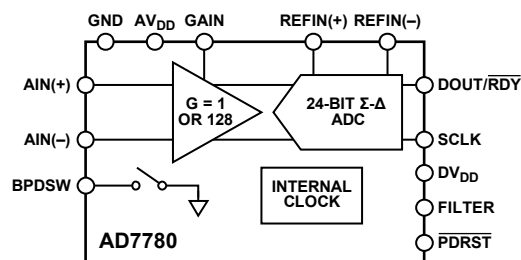 GND AVDD GAIN REFIN(+) REFIN(–)
AIN(+)
G = 1
OR 128
24-BIT Σ-Δ
ADC
DOUT/RDY
AIN(–)
SCLK
BPDSW
DVDD
INTERNAL
CLOCK
FILTER
AD7780
PDRST